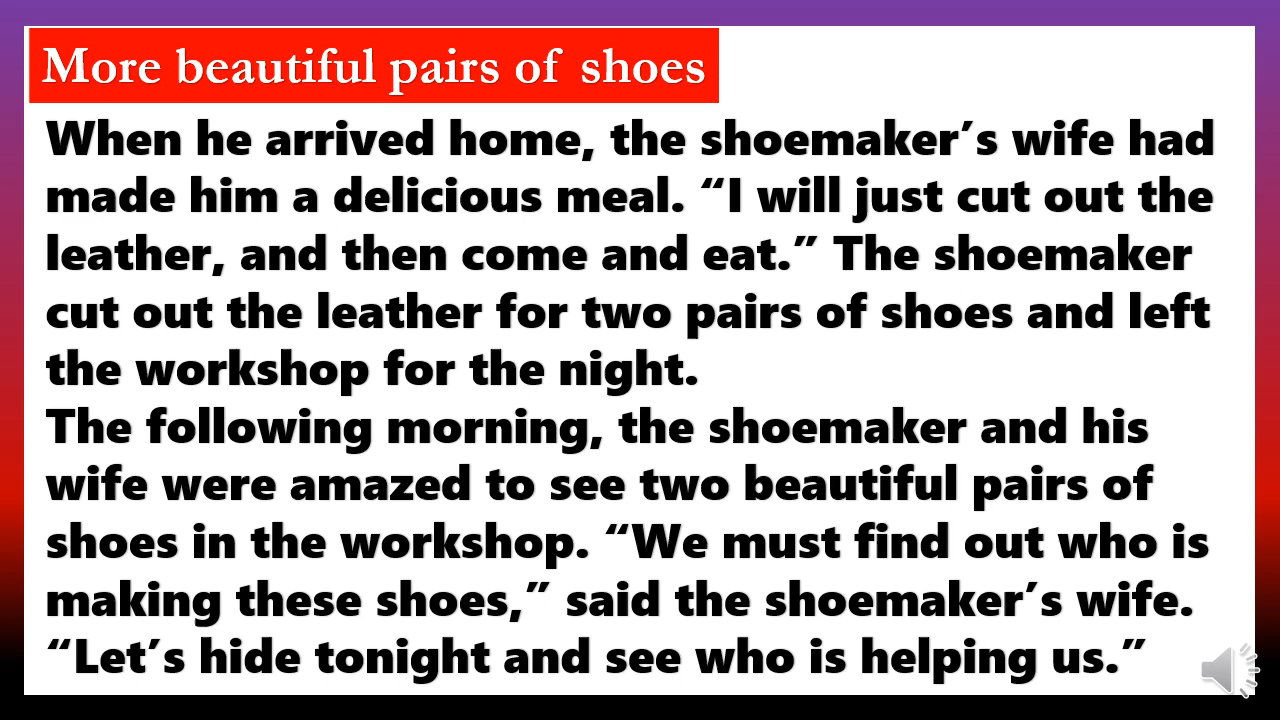 More beautiful pairs of shoes
When he arrived home, the shoemaker’s wife had
made him a delicious meal. “I will just cut out the
leather, and then come and eat.” The shoemaker
cut out the leather for two pairs of shoes and left
the workshop for the night.
The following morning, the shoemaker and his
wife were amazed to see two beautiful pairs of
shoes in the workshop. “We must find out who is
making these shoes,” said the shoemaker’s wife.
“Let’s hide tonight and see who is helping us.”